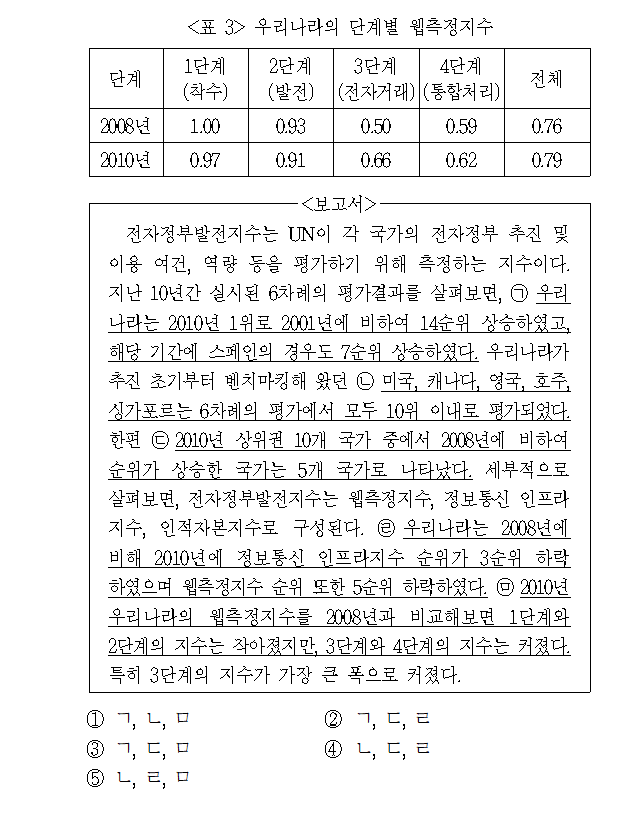 <표 3> 우리나라의 단계별 웹측정지수
단계 1단계 (착수) 2단계 (발전) 3단계 (전자거래) 4단계 (통합처리) 전체
2008년 1.00 0.93 0.50 0.59 0.76
2010년 0.97 0.91 0.66 0.62 0.79
<보고서>
전자정부발전지수는 UN이 각 국가의 전자정부 추진 및
이용 여건, 역량 등을 평가하기 위해 측정하는 지수이다.
지난 10년간 실시된 6차례의 평가결과를 살펴보면, ㉠ 우리
나라는 2010년 1위로 2001년에 비하여 14순위 상승하였고,
해당 기간에 스페인의 경우도 7순위 상승하였다. 우리나라가
추진 초기부터 벤치마킹해 왔던 ㉡ 미국, 캐나다, 영국, 호주,
싱가포르는 6차례의 평가에서 모두 10위 이내로 평가되었다.
한편 ㉢ 2010년 상위권 10개 국가 중에서 2008년에 비하여
순위가 상승한 국가는 5개 국가로 나타났다. 세부적으로
살펴보면, 전자정부발전지수는 웹측정지수, 정보통신 인프라
지수, 인적자본지수로 구성된다. ㉣ 우리나라는 2008년에
비해 2010년에 정보통신 인프라지수 순위가 3순위 하락
하였으며 웹측정지수 순위 또한 5순위 하락하였다. ㉤ 2010년
우리나라의 웹측정지수를 2008년과 비교해보면 1단계와
2단계의 지수는 작아졌지만, 3단계와 4단계의 지수는 커졌다.
특히 3단계의 지수가 가장 큰 폭으로 커졌다.
① ㄱ, ㄴ, ㅁ ② ㄱ, ㄷ, ㄹ
③ ㄱ, ㄷ, ㅁ ④ ㄴ, ㄷ, ㄹ
⑤ ㄴ, ㄹ, ㅁ